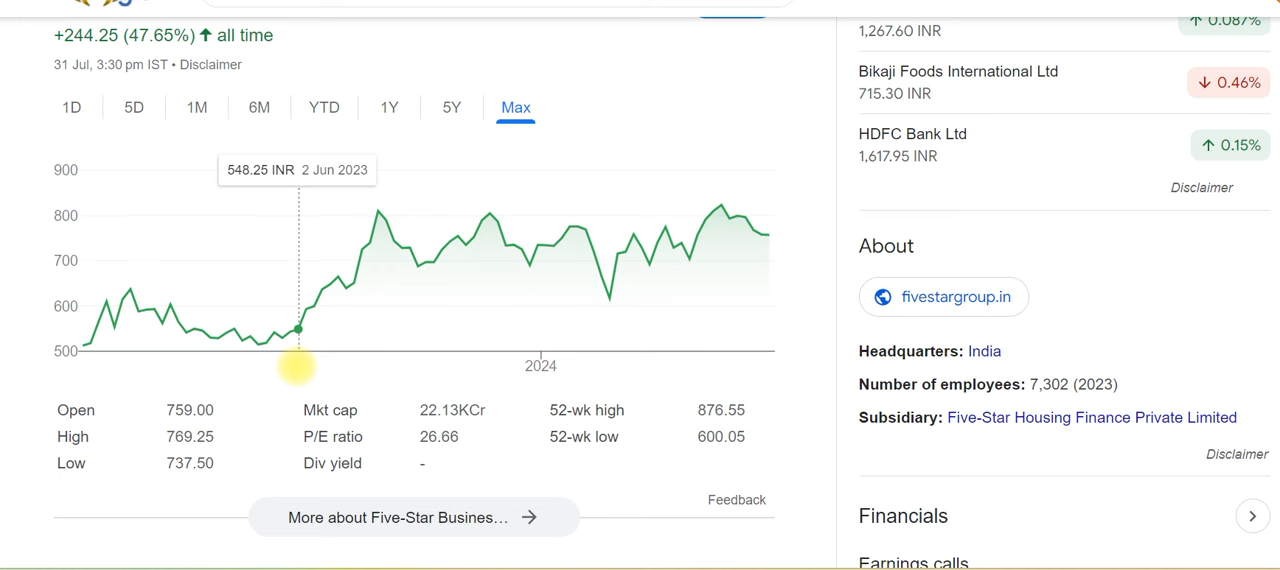 +244.25 (47.65%) ↑ all time
31 Jul, 3:30 pm IST • Disclaimer
1D 5D 1M 6M YTD 1Y 5Y Max
548.25 INR 2 Jun 2023
900
800
700
600
500
2024
Open 759.00 Mkt cap 22.13KCr 52-wk high 876.55
High 769.25 P/E ratio 26.66 52-wk low 600.05
Low 737.50 Div yield -
Feedback
More about Five-Star Busines… →
↑ 0.087%
1,267.60 INR
Bikaji Foods International Ltd
715.30 INR ↓ 0.46%
HDFC Bank Ltd
1,617.95 INR ↑ 0.15%
Disclaimer
About
fivestargroup.in
Headquarters: India
Number of employees: 7,302 (2023)
Subsidiary: Five-Star Housing Finance Private Limited
Disclaimer
Financials
Earnings calls